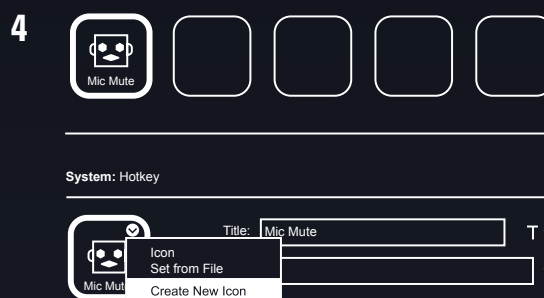 4
Mic Mute
System: Hotkey
Title: Mic Mute T
Icon
Set from File
Mic Mut
Create New Icon